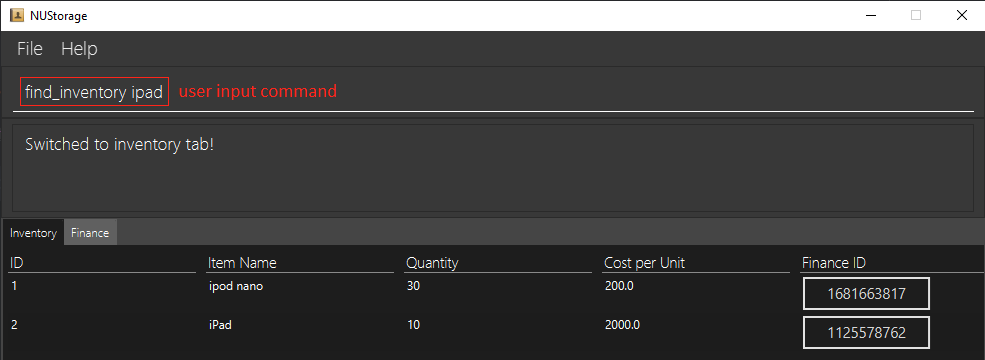 NUStorage
File Help
find_inventory ipad user input command
Switched to inventory tab!
Inventory Finance
ID Item Name Quantity Cost per Unit Finance ID
1 ipod nano 30 200.0 1681663817
2 iPad 10 2000.0 1125578762